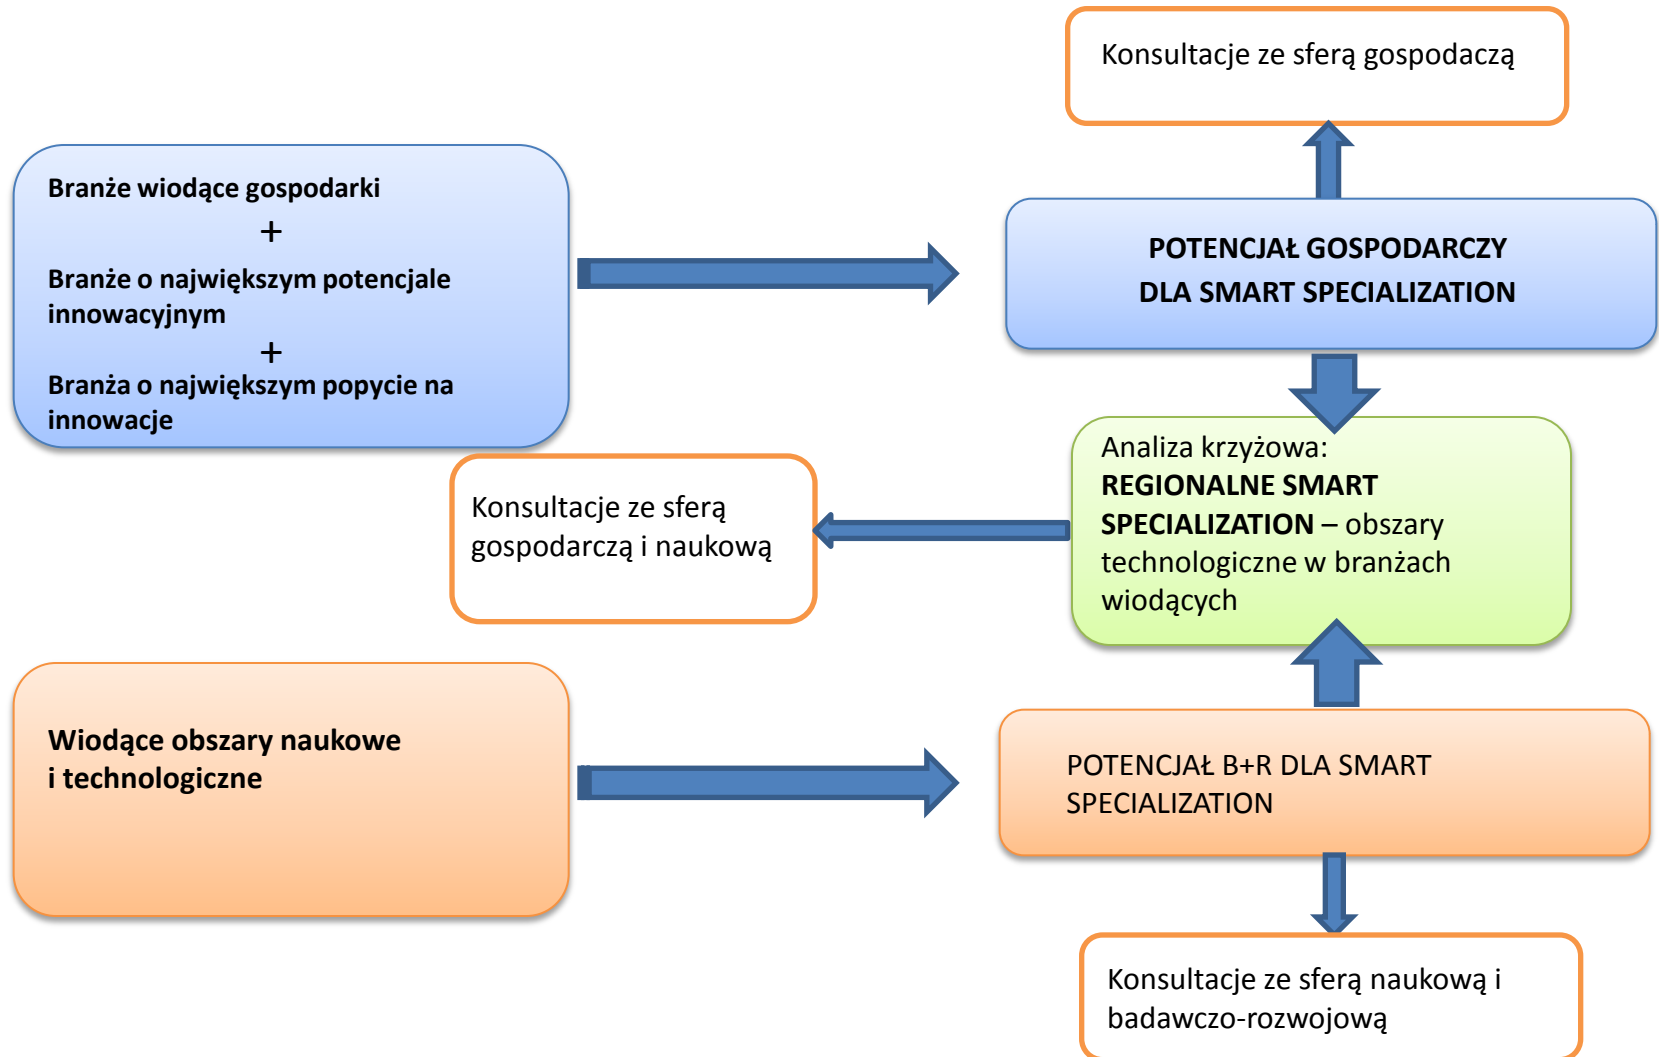 Konsultacje ze sferą gospodaczą
Branże wiodące gospodarki
+
Branże o największym potencjale
innowacyjnym
+
Branża o największym popycie na
innowacje
POTENCJAŁ GOSPODARCZY
DLA SMART SPECIALIZATION
Analiza krzyżowa:
REGIONALNE SMART
SPECIALIZATION – obszary
technologiczne w branżach
wiodących
Konsultacje ze sferą
gospodarczą i naukową
Wiodące obszary naukowe
i technologiczne
POTENCJAŁ B+R DLA SMART
SPECIALIZATION
Konsultacje ze sferą naukową i
badawczo-rozwojową